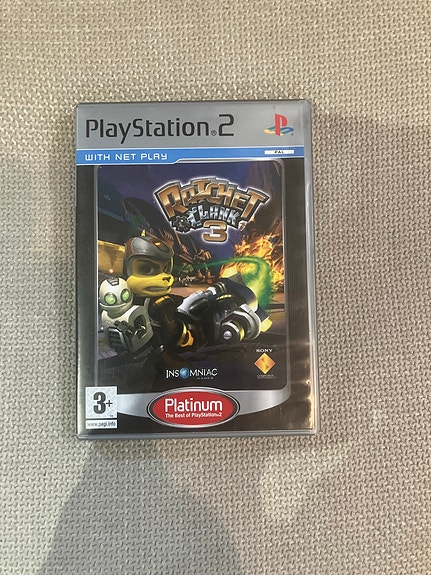 PlayStation®2
WITH NET PLAY
PAL
RATCHET
& CLANK
3
INSOMNIAC
GAMES
SONY
3+
www.pegi.info
Platinum
The Best of PlayStation®2